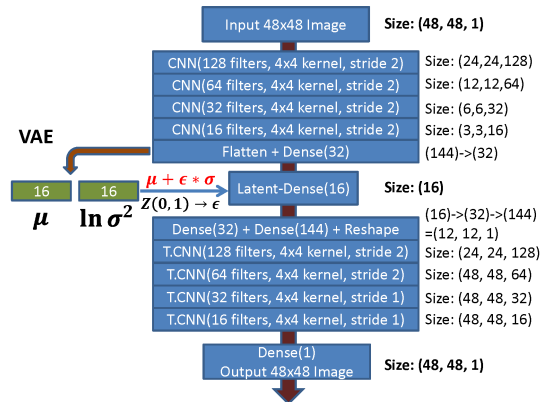 Input 48x48 Image
Size: (48, 48, 1)
CNN(128 filters, 4x4 kernel, stride 2)
Size: (24,24,128)
CNN(64 filters, 4x4 kernel, stride 2)
Size: (12,12,64)
CNN(32 filters, 4x4 kernel, stride 2)
Size: (6,6,32)
CNN(16 filters, 4x4 kernel, stride 2)
Size: (3,3,16)
VAE
Flatten + Dense(32)
(144)->(32)
16
16
μ + ϵ * σ
Latent-Dense(16)
Size: (16)
μ
ln σ²
Z(0, 1) → ϵ
Dense(32) + Dense(144) + Reshape
(16)->(32)->(144)
=(12, 12, 1)
T.CNN(128 filters, 4x4 kernel, stride 2)
Size: (24, 24, 128)
T.CNN(64 filters, 4x4 kernel, stride 2)
Size: (48, 48, 64)
T.CNN(32 filters, 4x4 kernel, stride 1)
Size: (48, 48, 32)
T.CNN(16 filters, 4x4 kernel, stride 1)
Size: (48, 48, 16)
Dense(1)
Output 48x48 Image
Size: (48, 48, 1)